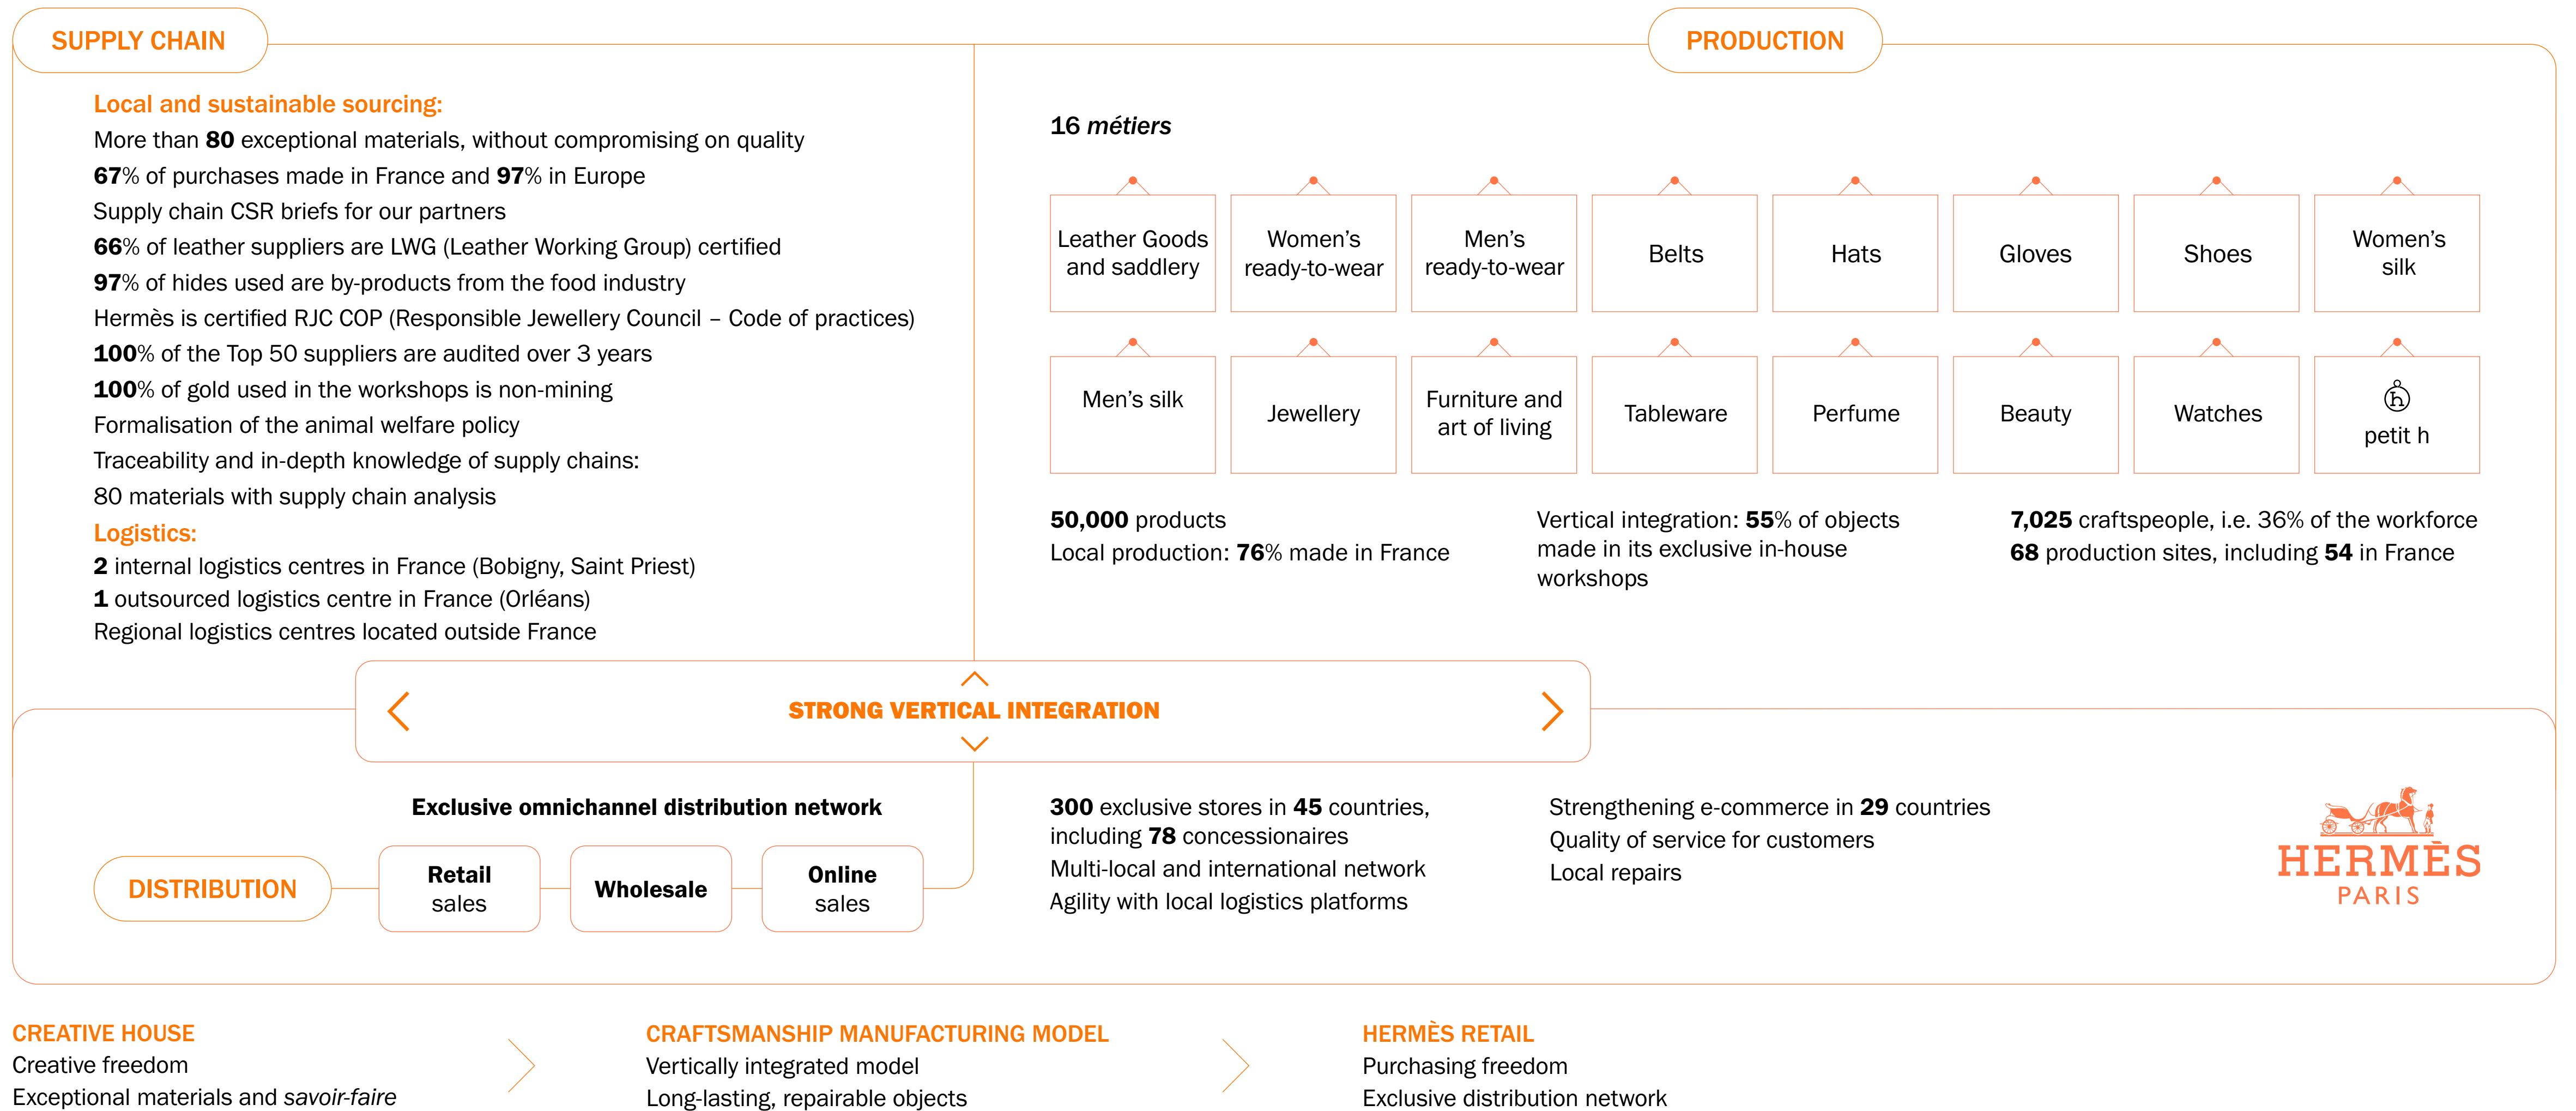 SUPPLY CHAIN
Local and sustainable sourcing:
More than 80 exceptional materials, without compromising on quality
67% of purchases made in France and 97% in Europe
Supply chain CSR briefs for our partners
66% of leather suppliers are LWG (Leather Working Group) certified
97% of hides used are by-products from the food industry
Hermès is certified RJC COP (Responsible Jewellery Council – Code of practices)
100% of the Top 50 suppliers are audited over 3 years
100% of gold used in the workshops is non-mining
Formalisation of the animal welfare policy
Traceability and in-depth knowledge of supply chains:
80 materials with supply chain analysis
Logistics:
2 internal logistics centres in France (Bobigny, Saint Priest)
1 outsourced logistics centre in France (Orléans)
Regional logistics centres located outside France
PRODUCTION
16 métiers
Leather Goods
and saddlery
Women’s
ready-to-wear
Men’s
ready-to-wear
Belts
Hats
Gloves
Shoes
Women’s
silk
Men’s silk
Jewellery
Furniture and
art of living
Tableware
Perfume
Beauty
Watches
h
petit h
50,000 products
Local production: 76% made in France
Vertical integration: 55% of objects
made in its exclusive in-house
workshops
7,025 craftspeople, i.e. 36% of the workforce
68 production sites, including 54 in France
STRONG VERTICAL INTEGRATION
Exclusive omnichannel distribution network
DISTRIBUTION
Retail
sales
Wholesale
Online
sales
300 exclusive stores in 45 countries,
including 78 concessionaires
Multi-local and international network
Agility with local logistics platforms
Strengthening e-commerce in 29 countries
Quality of service for customers
Local repairs
HERMÈS
PARIS
CREATIVE HOUSE
Creative freedom
Exceptional materials and savoir-faire
CRAFTSMANSHIP MANUFACTURING MODEL
Vertically integrated model
Long-lasting, repairable objects
HERMÈS RETAIL
Purchasing freedom
Exclusive distribution network